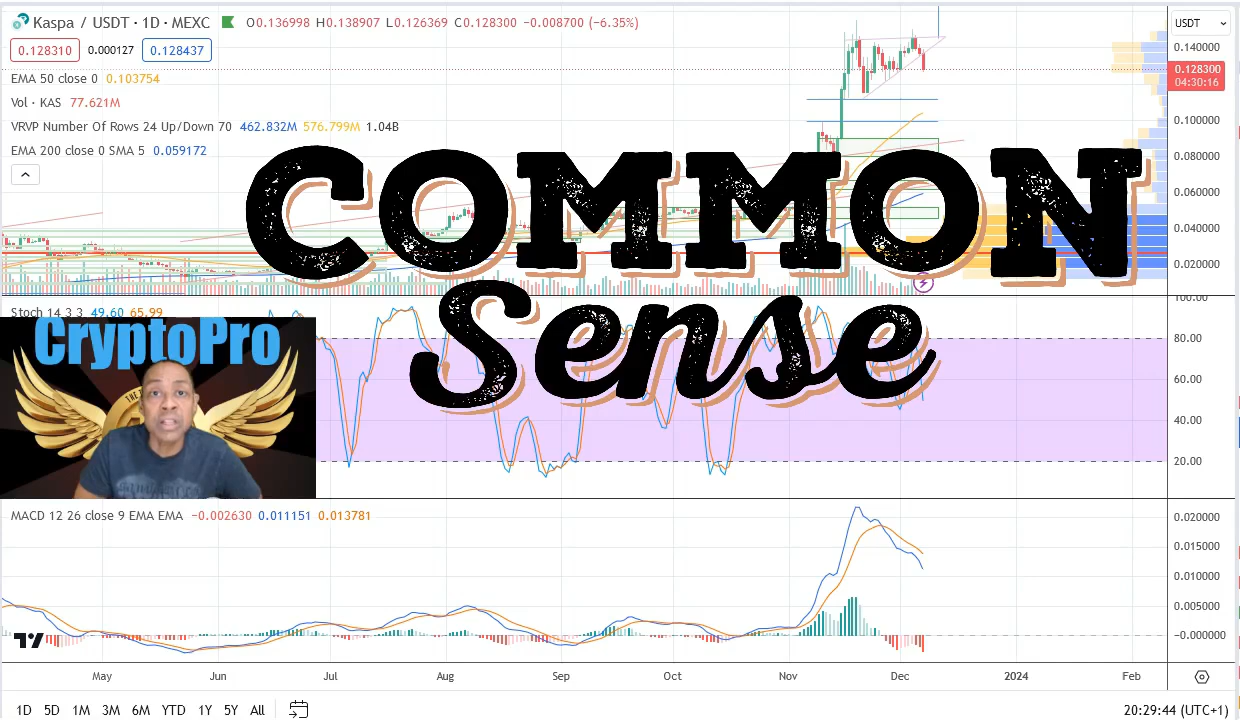 Kaspa / USDT · 1D · MEXC O0.136998 H0.138907 L0.126369 C0.128300 −0.008700 (−6.35%)
USDT
0.128310 0.000127 0.128437
EMA 50 close 0 0.103754
Vol · KAS 77.621M
VRVP Number Of Rows 24 Up/Down 70 462.832M 576.799M 1.04B
EMA 200 close 0 SMA 5 0.059172
0.140000
0.128300
04:30:16
0.100000
0.080000
0.060000
0.040000
0.020000
COMMON
Sense
Stoch 14 3 3 49.60 65.99
100.00
80.00
60.00
40.00
20.00
CryptoPro
THE
MACD 12 26 close 9 EMA EMA −0.002630 0.011151 0.013781
0.020000
0.015000
0.010000
0.005000
−0.000000
May Jun Jul Aug Sep Oct Nov Dec 2024 Feb
1D 5D 1M 3M 6M YTD 1Y 5Y All
20:29:44 (UTC+1)